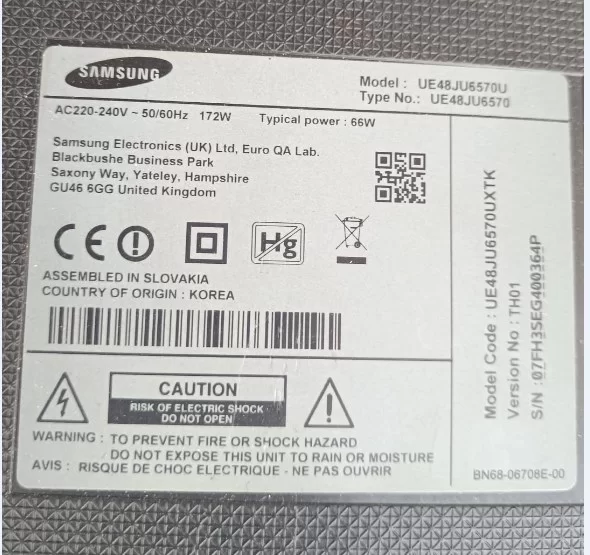 SAMSUNG
Model : UE48JU6570U
Type No.: UE48JU6570
AC220-240V ~ 50/60Hz 172W Typical power : 66W
Samsung Electronics (UK) Ltd, Euro QA Lab.
Blackbushe Business Park
Saxony Way, Yateley, Hampshire
GU46 6GG United Kingdom
CE
Hg
ASSEMBLED IN SLOVAKIA
COUNTRY OF ORIGIN : KOREA
CAUTION
RISK OF ELECTRIC SHOCK
DO NOT OPEN
WARNING : TO PREVENT FIRE OR SHOCK HAZARD
DO NOT EXPOSE THIS UNIT TO RAIN OR MOISTURE
AVIS : RISQUE DE CHOC ELECTRIQUE - NE PAS OUVRIR
Model Code : UE48JU6570UXTK
Version No : TH01
S/N : 07FH3SEG400364P
BN68-06708E-00